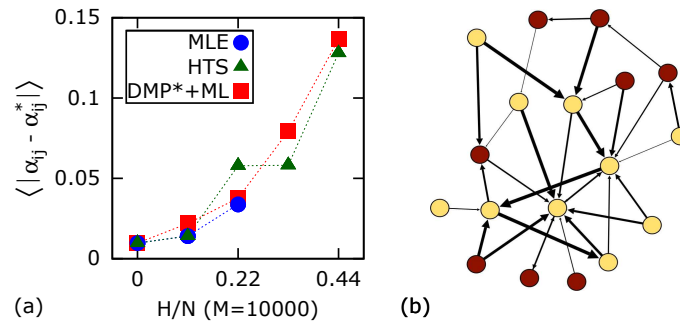 0.15
0.1
0.05
0
⟨ |α_ij - α*_ij| ⟩
MLE
HTS
DMP*+ML
0 0.22 0.44
H/N (M=10000)
(a)
(b)